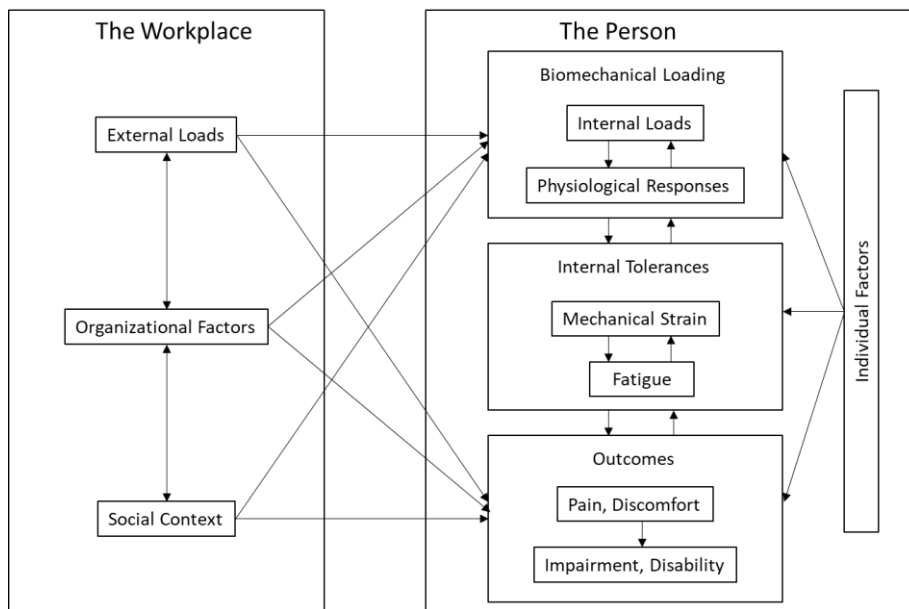 The Workplace
External Loads
Organizational Factors
Social Context
The Person
Biomechanical Loading
Internal Loads
Physiological Responses
Internal Tolerances
Mechanical Strain
Fatigue
Outcomes
Pain, Discomfort
Impairment, Disability
Individual Factors